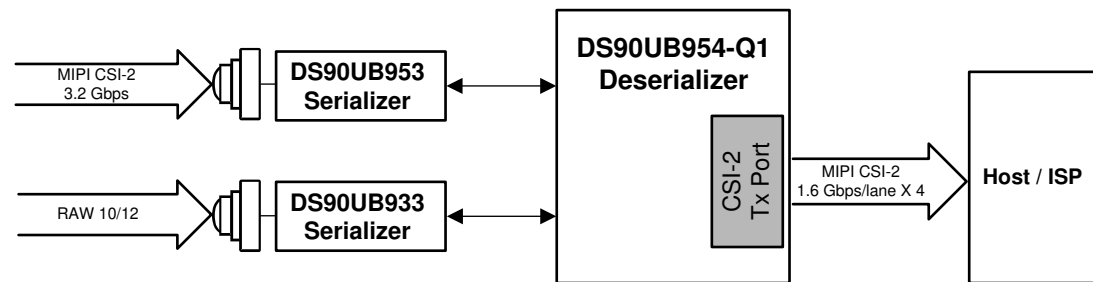 MIPI CSI-2
3.2 Gbps
DS90UB953
Serializer
RAW 10/12
DS90UB933
Serializer
DS90UB954-Q1
Deserializer
CSI-2
Tx Port
MIPI CSI-2
1.6 Gbps/lane X 4
Host / ISP